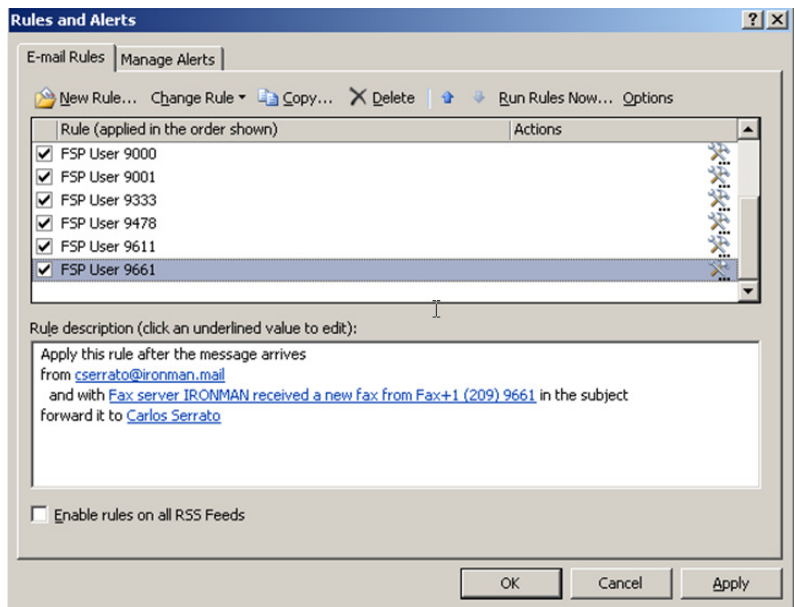 Rules and Alerts
E-mail Rules Manage Alerts
New Rule... Change Rule Copy... Delete Run Rules Now... Options
Rule (applied in the order shown) Actions
FSP User 9000
FSP User 9001
FSP User 9333
FSP User 9478
FSP User 9611
FSP User 9661
Rule description (click an underlined value to edit):
Apply this rule after the message arrives
from cserrato@ironman.mail
and with Fax server IRONMAN received a new fax from Fax+1 (209) 9661 in the subject
forward it to Carlos Serrato
Enable rules on all RSS Feeds
OK Cancel Apply